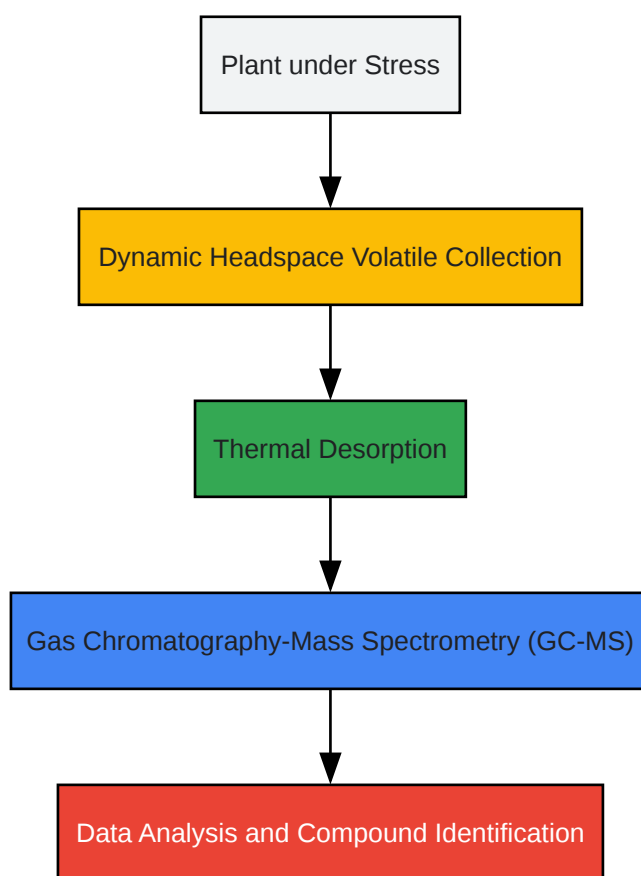 Plant under Stress
Dynamic Headspace Volatile Collection
Thermal Desorption
Gas Chromatography-Mass Spectrometry (GC-MS)
Data Analysis and Compound Identification